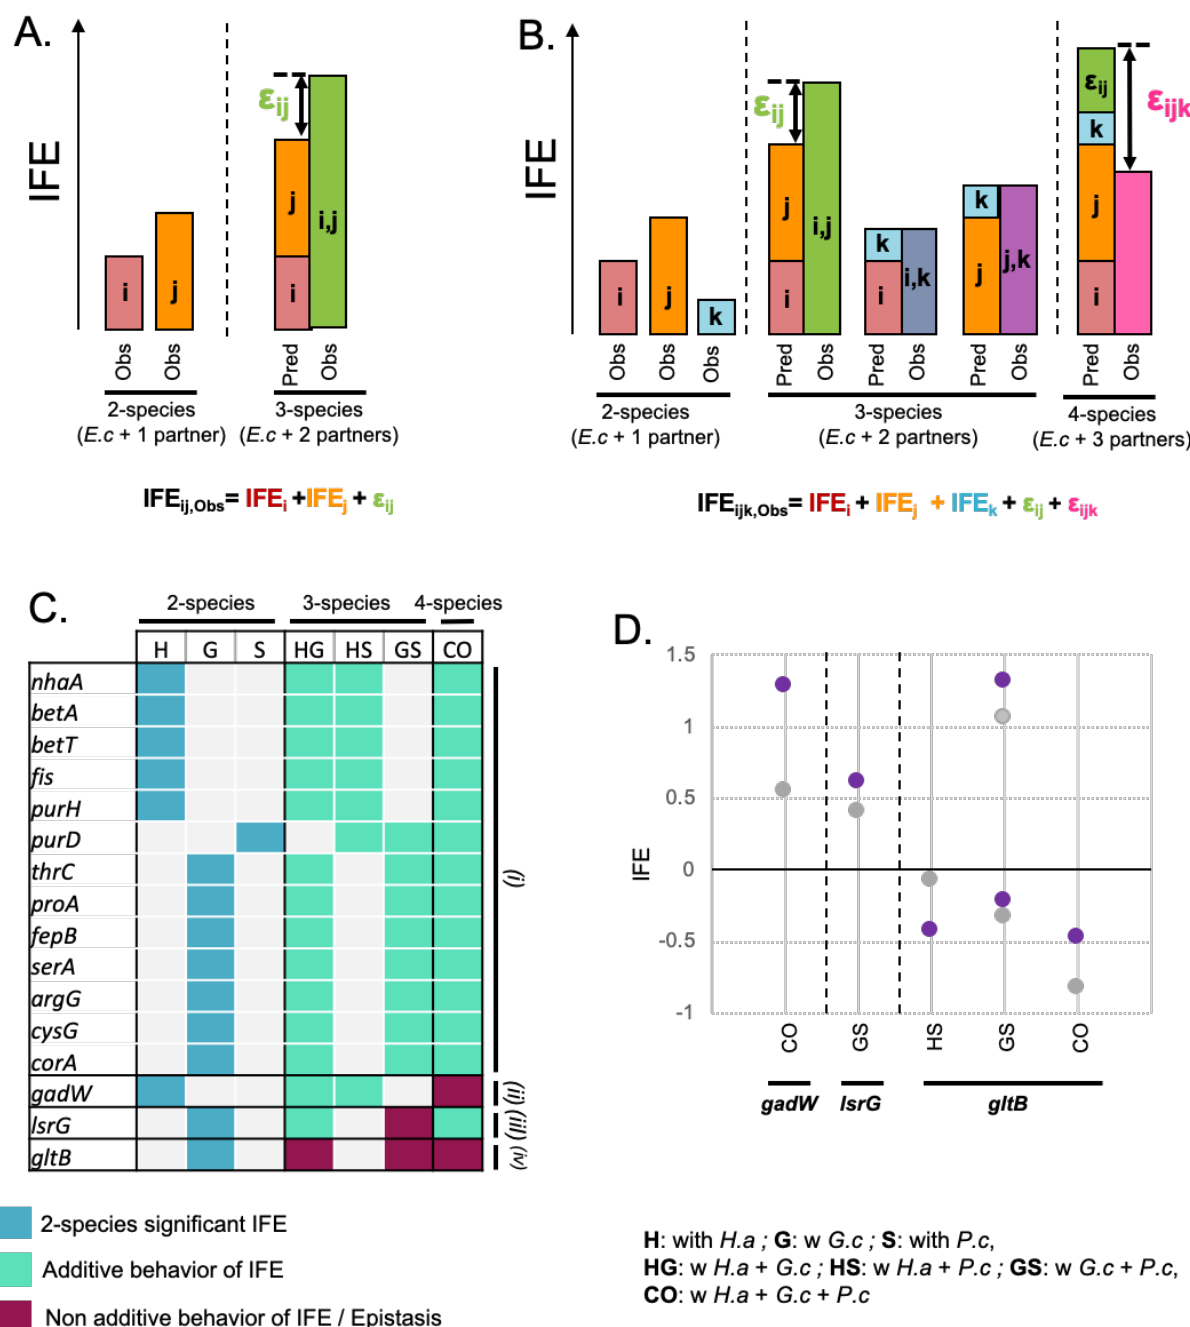 A.
IFE
εij
i
j
j
i
i,j
Obs
Obs
Pred
Obs
2-species
(E.c + 1 partner)
3-species
(E.c + 2 partners)
IFEij,Obs= IFEi +IFEj + εij
B.
IFE
εij
i
j
k
j
i
i,j
k
i
i,k
k
j
j,k
εij
k
j
i
εijk
Obs
Obs
Obs
Pred
Obs
Pred
Obs
Pred
Obs
Pred
Obs
2-species
(E.c + 1 partner)
3-species
(E.c + 2 partners)
4-species
(E.c + 3 partners)
IFEijk,Obs= IFEi + IFEj + IFEk + εij + εijk
C.
2-species 3-species 4-species
H G S HG HS GS CO
nhaA
betA
betT
fis
purH
purD
thrC
proA
fepB
serA
argG
cysG
corA
gadW
lsrG
gltB
(i)
(ii)
(iii)
(iv)
2-species significant IFE
Additive behavior of IFE
Non additive behavior of IFE / Epistasis
D.
IFE
1.5
1
0.5
0
-0.5
-1
CO
GS
HS
GS
CO
gadW
lsrG
gltB
H: with H.a ; G: w G.c ; S: with P.c,
HG: w H.a + G.c ; HS: w H.a + P.c ; GS: w G.c + P.c,
CO: w H.a + G.c + P.c